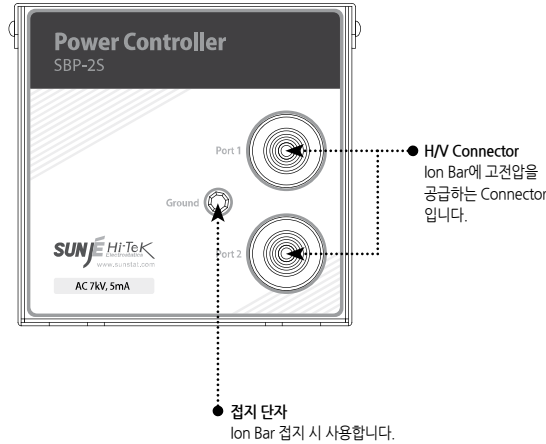 Power Controller
SBP-2S
Port 1
H/V Connector
Ion Bar에 고전압을
공급하는 Connector
입니다.
Ground
Port 2
SUNJE Hi-TeK
Electrostatics
www.sunstat.com
AC 7kV, 5mA
접지 단자
Ion Bar 접지 시 사용합니다.